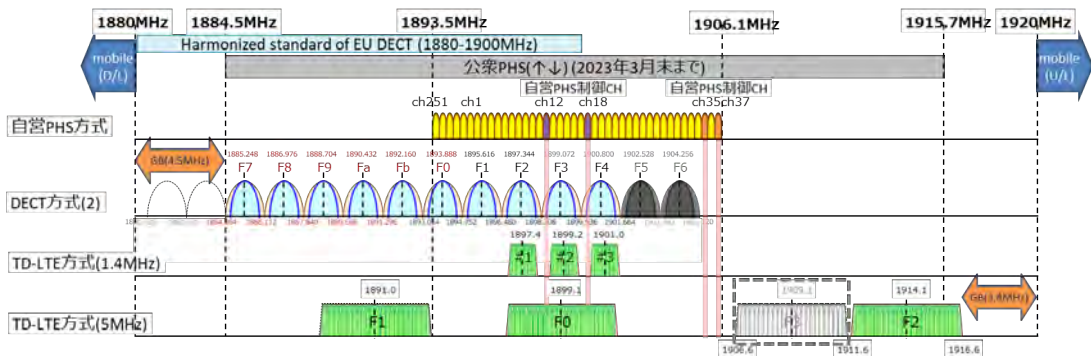 1880MHz 1884.5MHz 1893.5MHz 1906.1MHz 1915.7MHz 1920MHz
mobile (D/L)
Harmonized standard of EU DECT (1880-1900MHz)
mobile (U/L)
公衆PHS(↑↓) (2023年3月末まで)
自営PHS制御CH 自営PHS制御CH
ch251 ch1 ch12 ch18 ch35 ch37
自営PHS方式
GB(4.5MHz)
1885.248 1886.976 1888.704 1890.432 1892.160 1893.888 1895.616 1897.344 1899.072 1900.800 1902.528 1904.256
F7 F8 F9 Fa Fb F0 F1 F2 F3 F4 F5 F6
DECT方式(2)
1897.4 1899.2 1901.0
#1 #2 #3
TD-LTE方式(1.4MHz)
1891.0 1899.1 1909.1 1914.1
GB(3.4MHz)
TD-LTE方式(5MHz)
F1 F0 F3 F2
1906.6 1911.6 1916.6